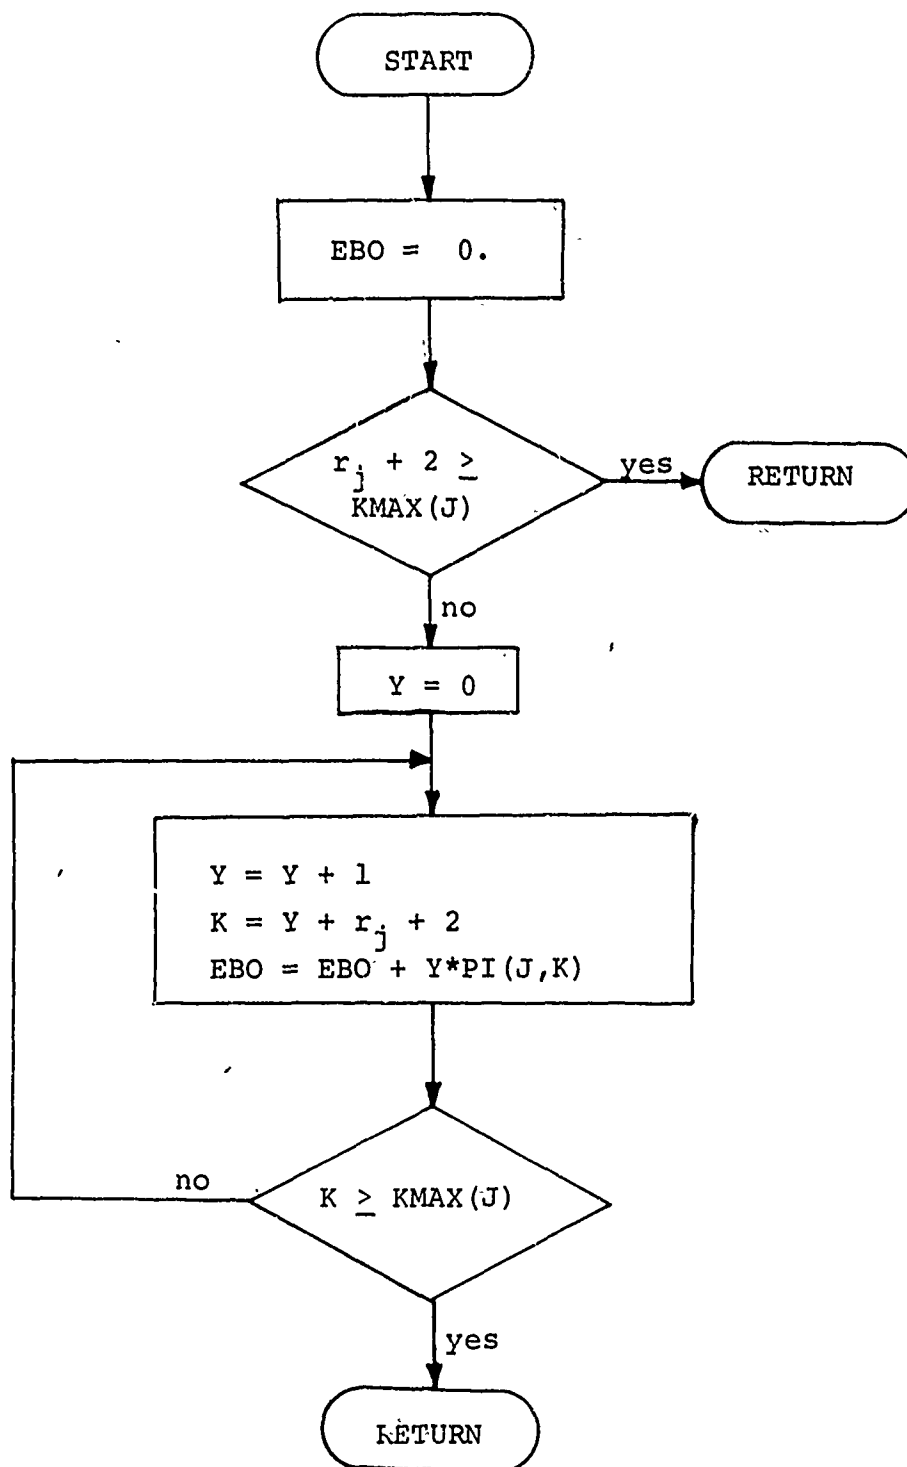 START
EBO = 0.
r_j + 2 ≥
KMAX(J)
yes
RETURN
no
Y = 0
Y = Y + 1
K = Y + r_j + 2
EBO = EBO + Y*PI(J,K)
no
K ≥ KMAX(J)
yes
RETURN